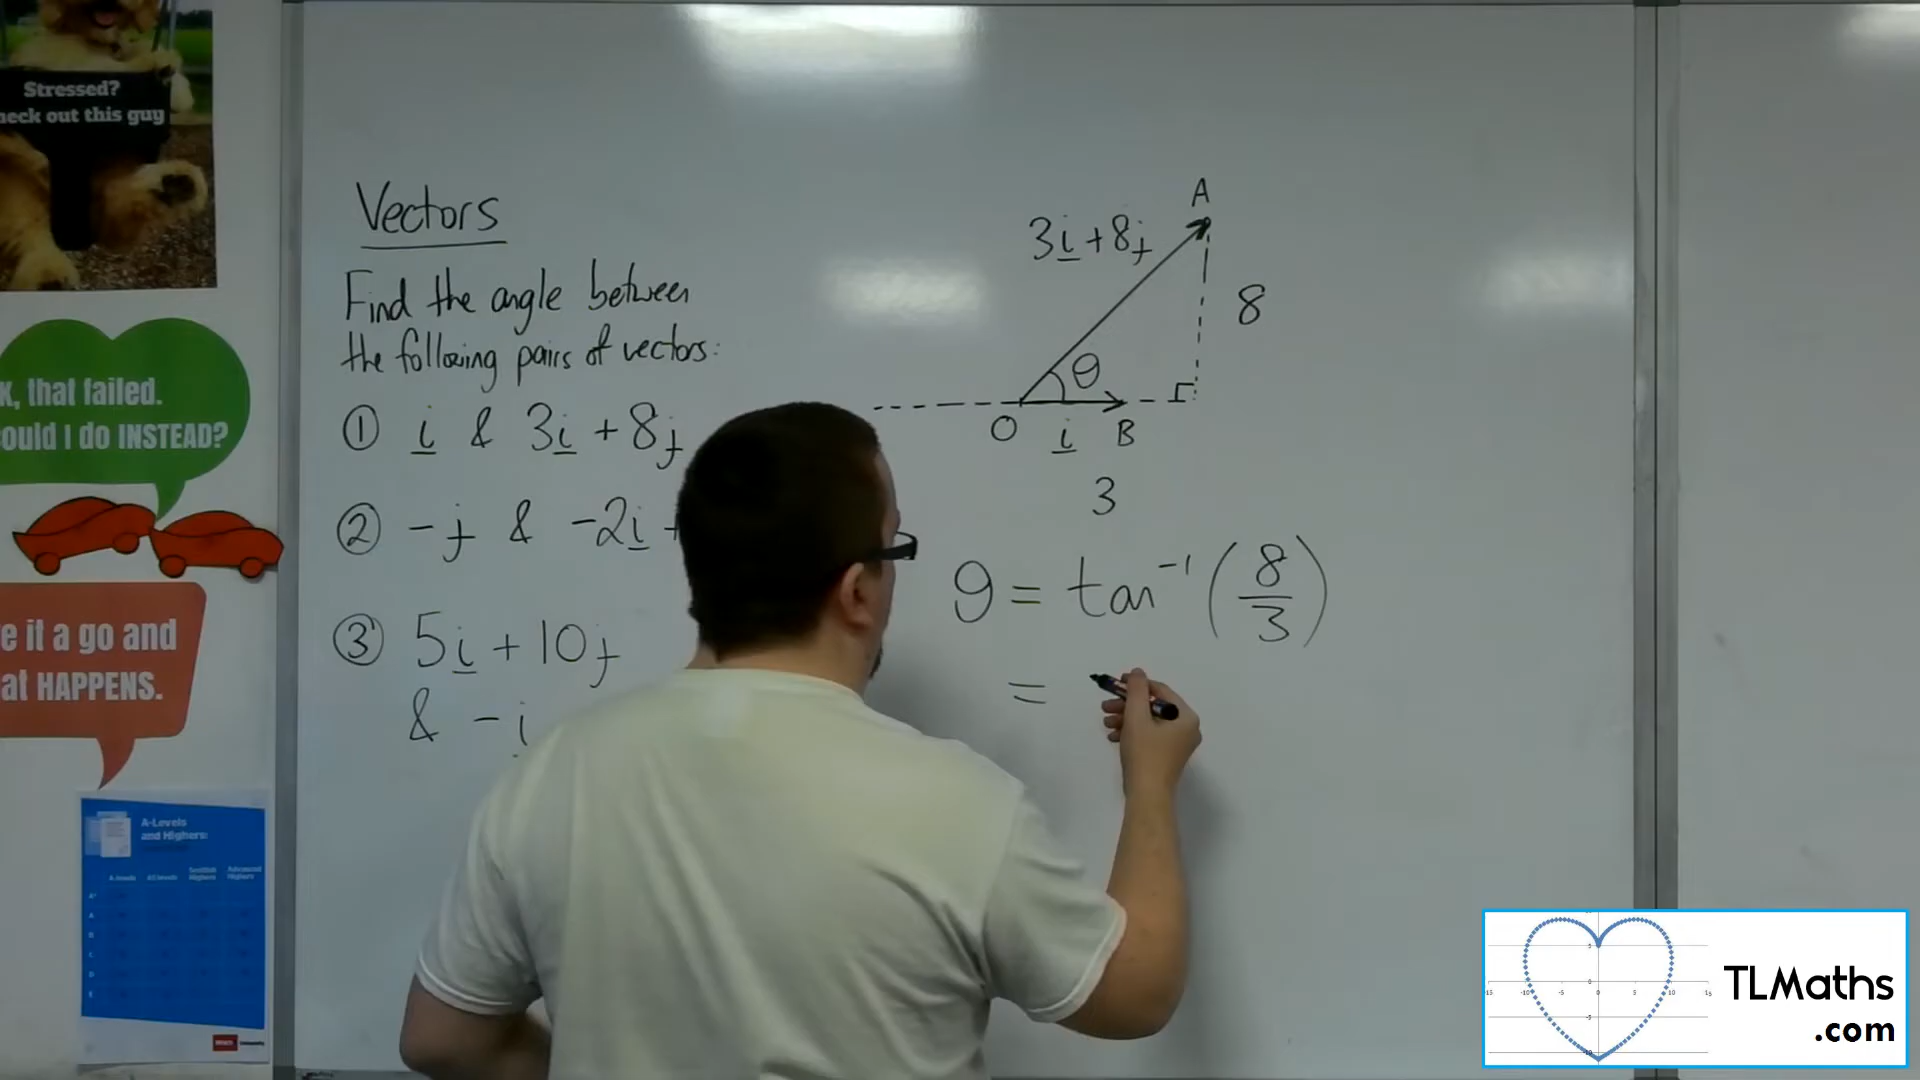 Stressed?
heck out this guy
K, that failed.
ould I do INSTEAD?
e it a go and
at HAPPENS.
A-Levels
and Highers:
Vectors
Find the angle between
the following pairs of vectors:
① i & 3i + 8j
② -j & -2i +
③ 5i + 10j
& -i
A
3i + 8j
8
θ
O i B
3
θ = tan⁻¹ (8/3)
=
TLMaths
.com